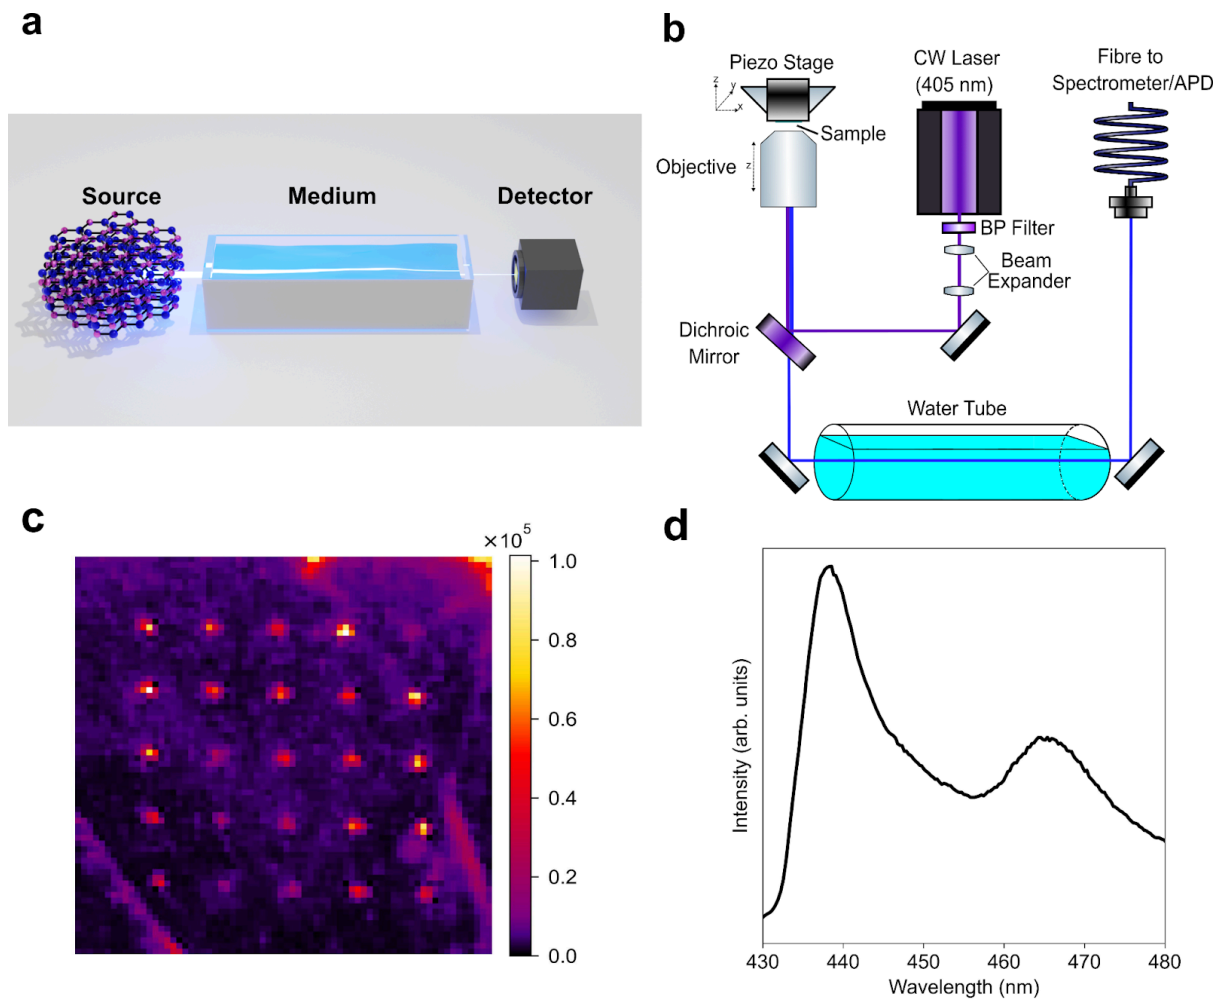 a
Source
Medium
Detector
b
Piezo Stage
z
y
x
Sample
Objective
z
CW Laser
(405 nm)
BP Filter
Beam
Expander
Fibre to
Spectrometer/APD
Dichroic
Mirror
Water Tube
c
×10⁵
1.0
0.8
0.6
0.4
0.2
0.0
d
Intensity (arb. units)
430
440
450
460
470
480
Wavelength (nm)